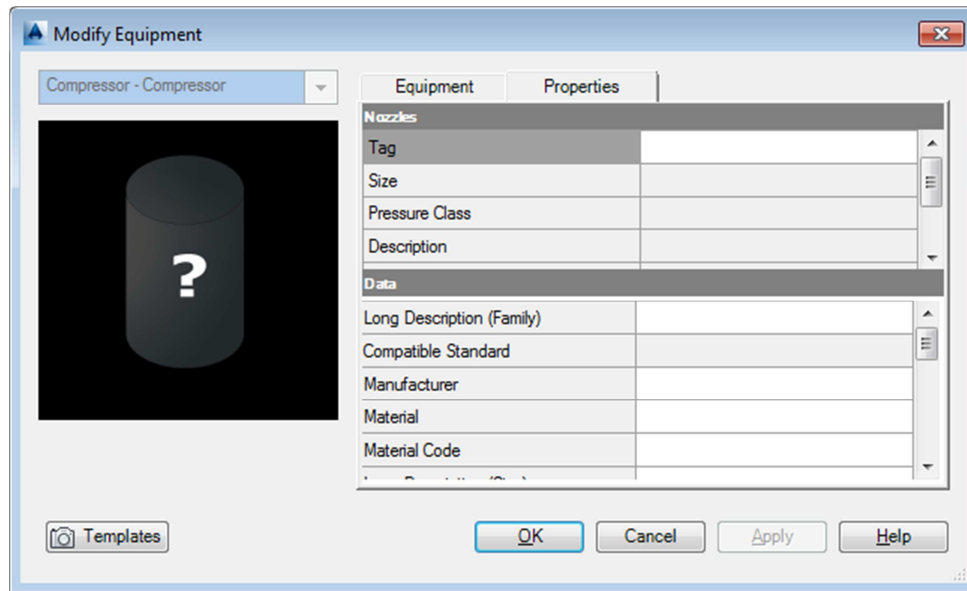 Modify Equipment
Compressor - Compressor
Equipment
Properties
Nozzles
Tag
Size
Pressure Class
Description
?
Data
Long Description (Family)
Compatible Standard
Manufacturer
Material
Material Code
Templates
OK
Cancel
Apply
Help